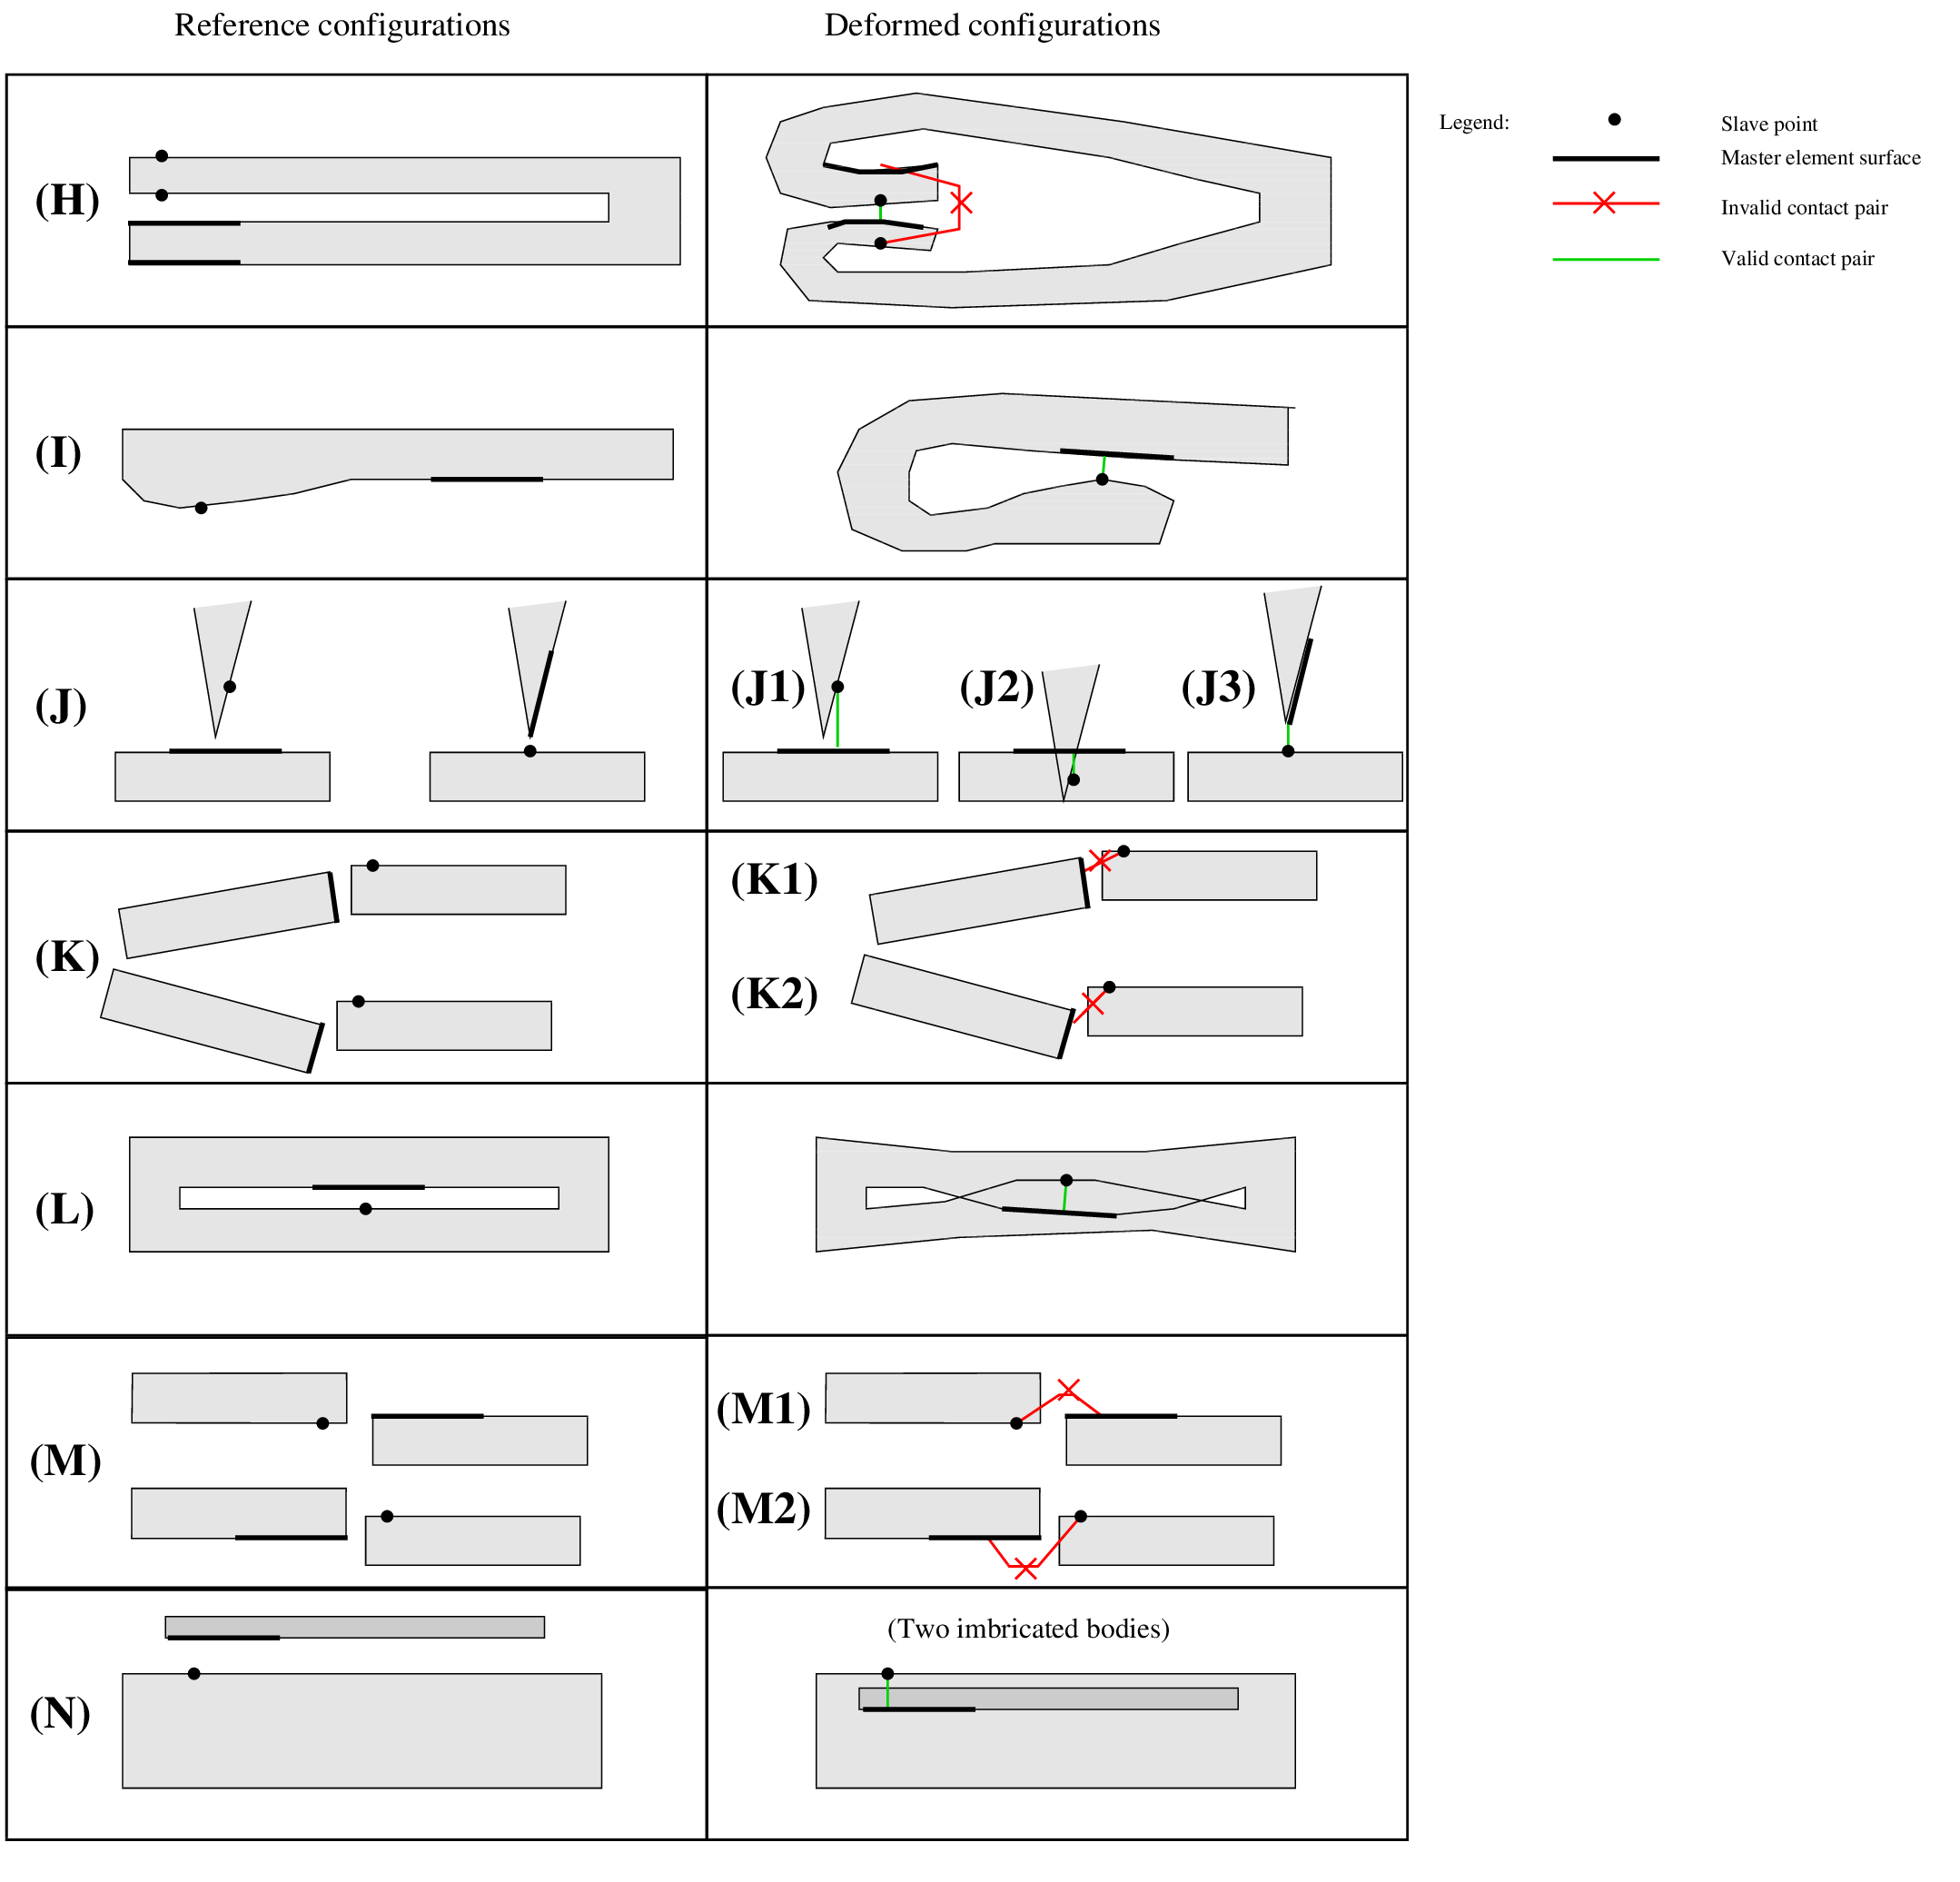 Reference configurations
Deformed configurations
Legend:
Slave point
Master element surface
Invalid contact pair
Valid contact pair
(H)
(I)
(J)
(J1)
(J2)
(J3)
(K)
(K1)
(K2)
(L)
(M)
(M1)
(M2)
(N)
(Two imbricated bodies)